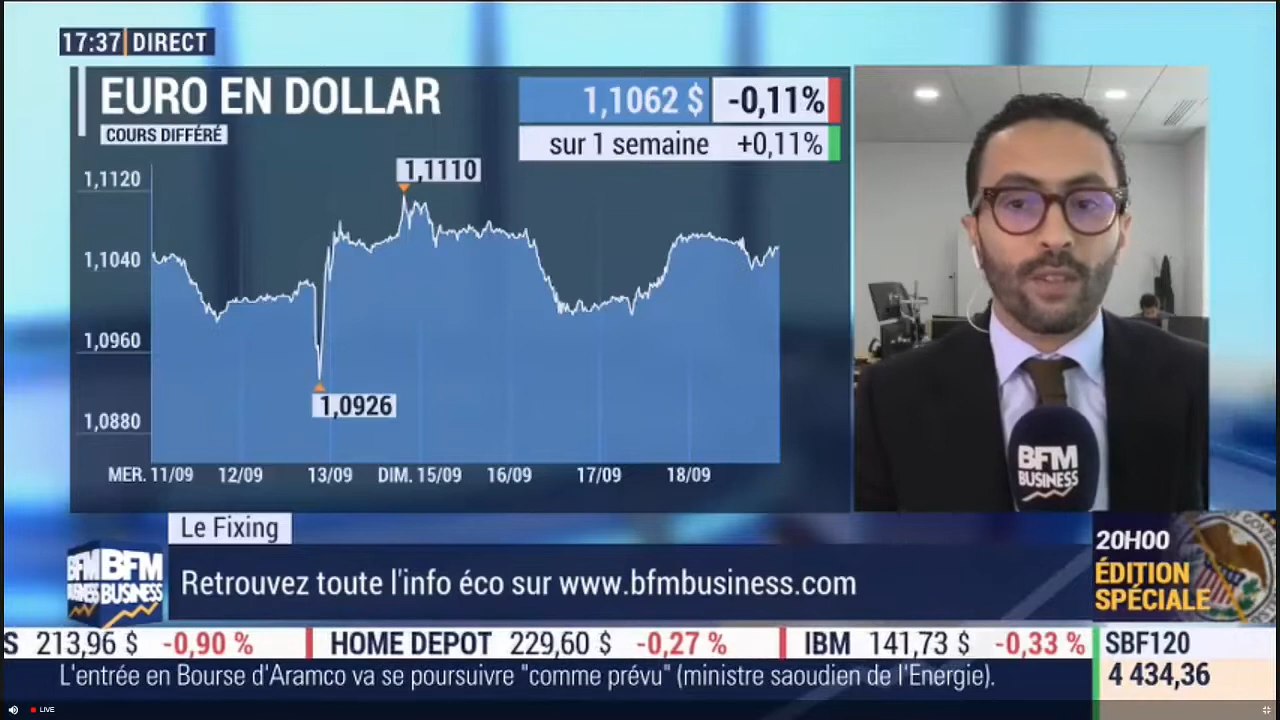 17:37 DIRECT
EURO EN DOLLAR
COURS DIFFÉRÉ
1,1062 $ -0,11%
sur 1 semaine +0,11%
1,1120
1,1040
1,0960
1,0880
1,1110
1,0926
MER. 11/09 12/09 13/09 DIM. 15/09 16/09 17/09 18/09
BFM
BUSINESS
Le Fixing
BFM BFM
BUSINESS
Retrouvez toute l'info éco sur www.bfmbusiness.com
20H00
ÉDITION
SPÉCIALE
S 213,96 $ -0,90 % HOME DEPOT 229,60 $ -0,27 % IBM 141,73 $ -0,33 %
SBF120
4 434,36
L'entrée en Bourse d'Aramco va se poursuivre "comme prévu" (ministre saoudien de l'Energie).
LIVE